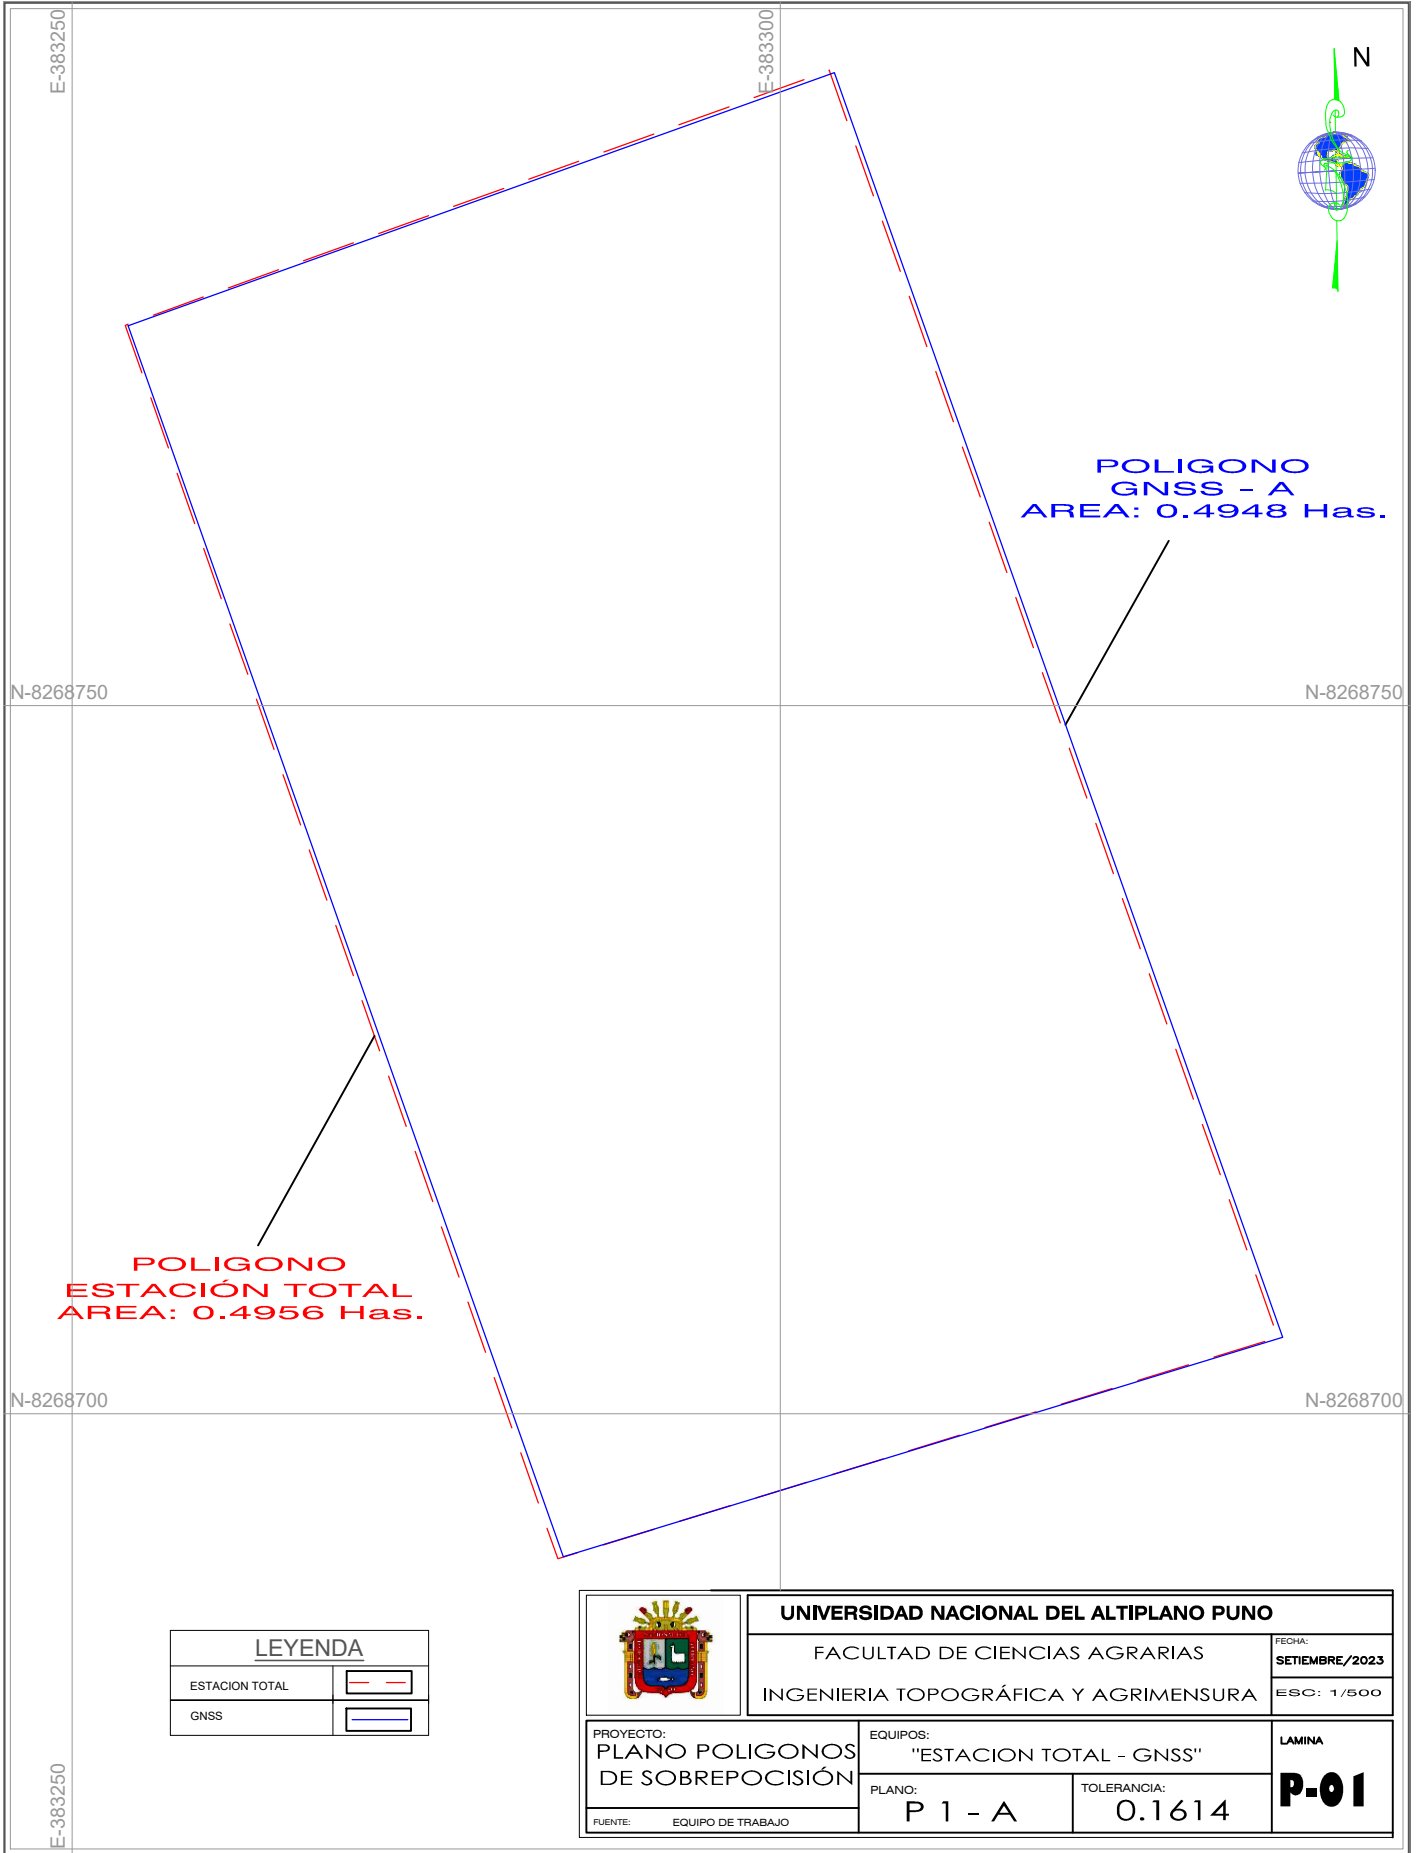 E-383250
E-383300
N
POLIGONO
GNSS - A
AREA: 0.4948 Has.
N-8268750
N-8268750
POLIGONO
ESTACIÓN TOTAL
AREA: 0.4956 Has.
N-8268700
N-8268700
LEYENDA
ESTACION TOTAL
GNSS
E-383250
UNIVERSIDAD NACIONAL DEL ALTIPLANO PUNO
FACULTAD DE CIENCIAS AGRARIAS
INGENIERIA TOPOGRÁFICA Y AGRIMENSURA
FECHA:
SETIEMBRE/2023
ESC: 1/500
PROYECTO:
PLANO POLIGONOS
DE SOBREPOCISIÓN
FUENTE: EQUIPO DE TRABAJO
EQUIPOS:
"ESTACION TOTAL - GNSS"
PLANO:
P 1 - A
TOLERANCIA:
0.1614
LAMINA
P-01